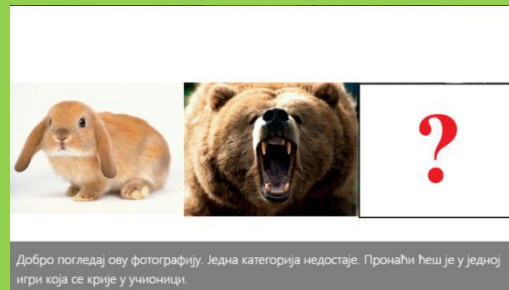 ?
Добро погледај ову фотографију. Једна категорија недостаје. Пронаћи ћеш је у једној
игри која се крије у учионици.